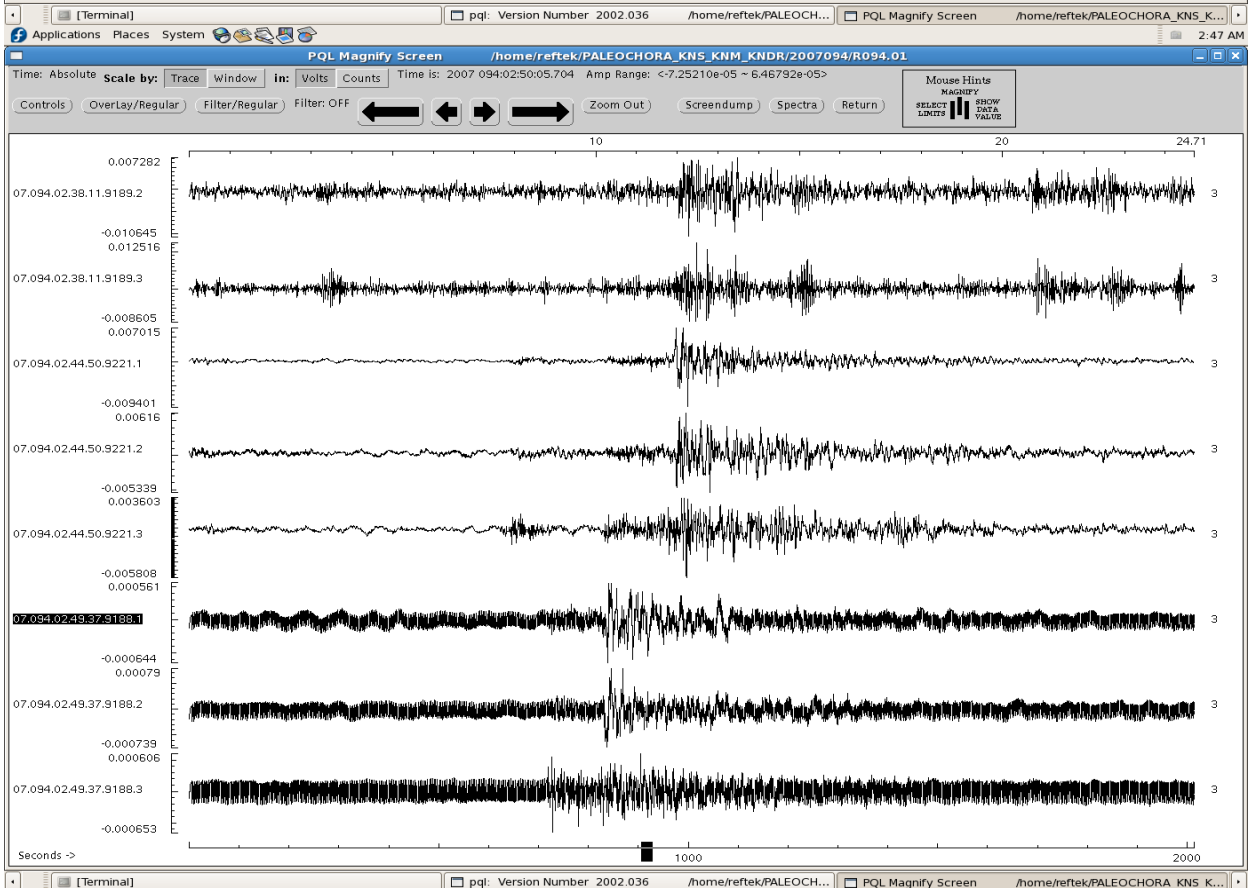 [Terminal] pql: Version Number 2002.036 /home/reftek/PALEOCH... PQL Magnify Screen /home/reftek/PALEOCHORA_KNS_K...
Applications Places System 2:47 AM
PQL Magnify Screen /home/reftek/PALEOCHORA_KNS_KNM_KNDR/2007094/R094.01
Time: Absolute Scale by: Trace Window in: Volts Counts Time is: 2007 094:02:50:05.704 Amp Range: <-7.25210e-05 ~ 6.46792e-05>
Controls OverLay/Regular Filter/Regular Filter: OFF Zoom Out Screendump Spectra Return
Mouse Hints
MAGNIFY
SELECT LIMITS SHOW DATA VALUE
10 20 24.71
0.007282
07.094.02.38.11.9189.2 3
-0.010645
0.012516
07.094.02.38.11.9189.3 3
-0.008605
0.007015
07.094.02.44.50.9221.1 3
-0.009401
0.00616
07.094.02.44.50.9221.2 3
-0.005339
0.003603
07.094.02.44.50.9221.3 3
-0.005808
0.000561
07.094.02.49.37.9188.1 3
-0.000644
0.00079
07.094.02.49.37.9188.2 3
-0.000739
0.000606
07.094.02.49.37.9188.3 3
-0.000653
Seconds -> 1000 2000
[Terminal] pql: Version Number 2002.036 /home/reftek/PALEOCH... PQL Magnify Screen /home/reftek/PALEOCHORA_KNS_K...